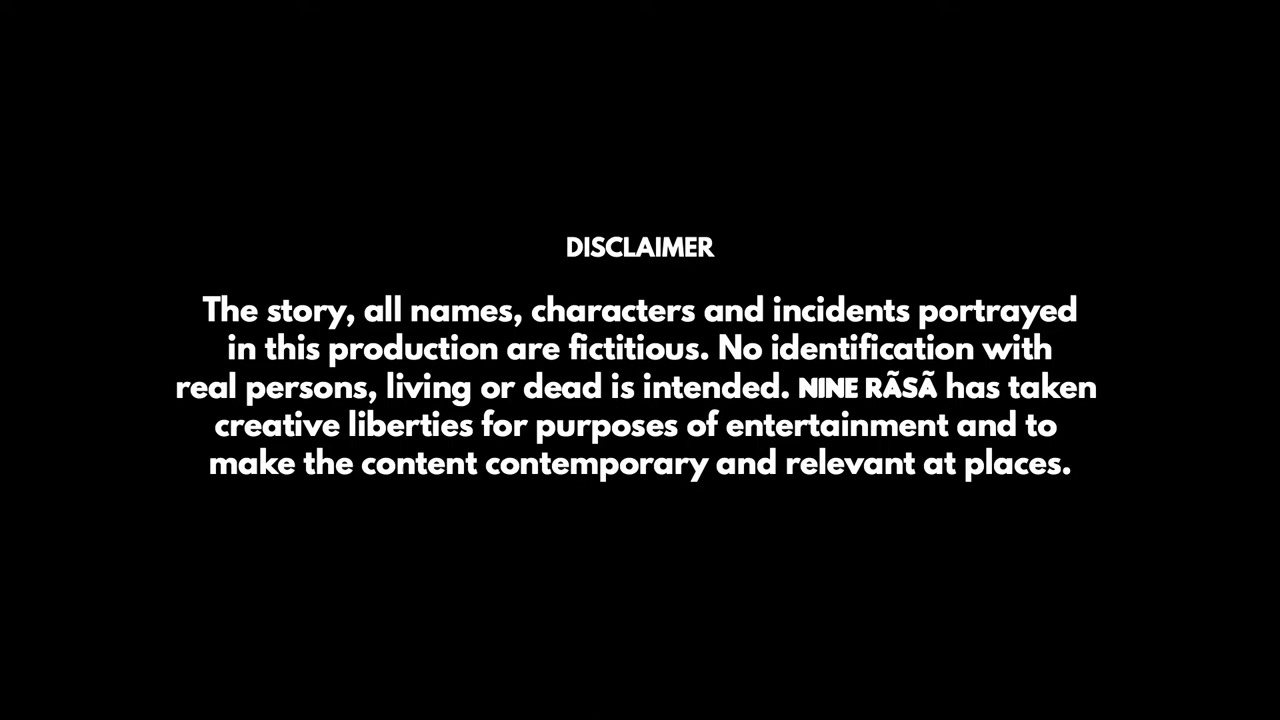 DISCLAIMER
The story, all names, characters and incidents portrayed
in this production are fictitious. No identification with
real persons, living or dead is intended. NINE RÃSÃ has taken
creative liberties for purposes of entertainment and to
make the content contemporary and relevant at places.